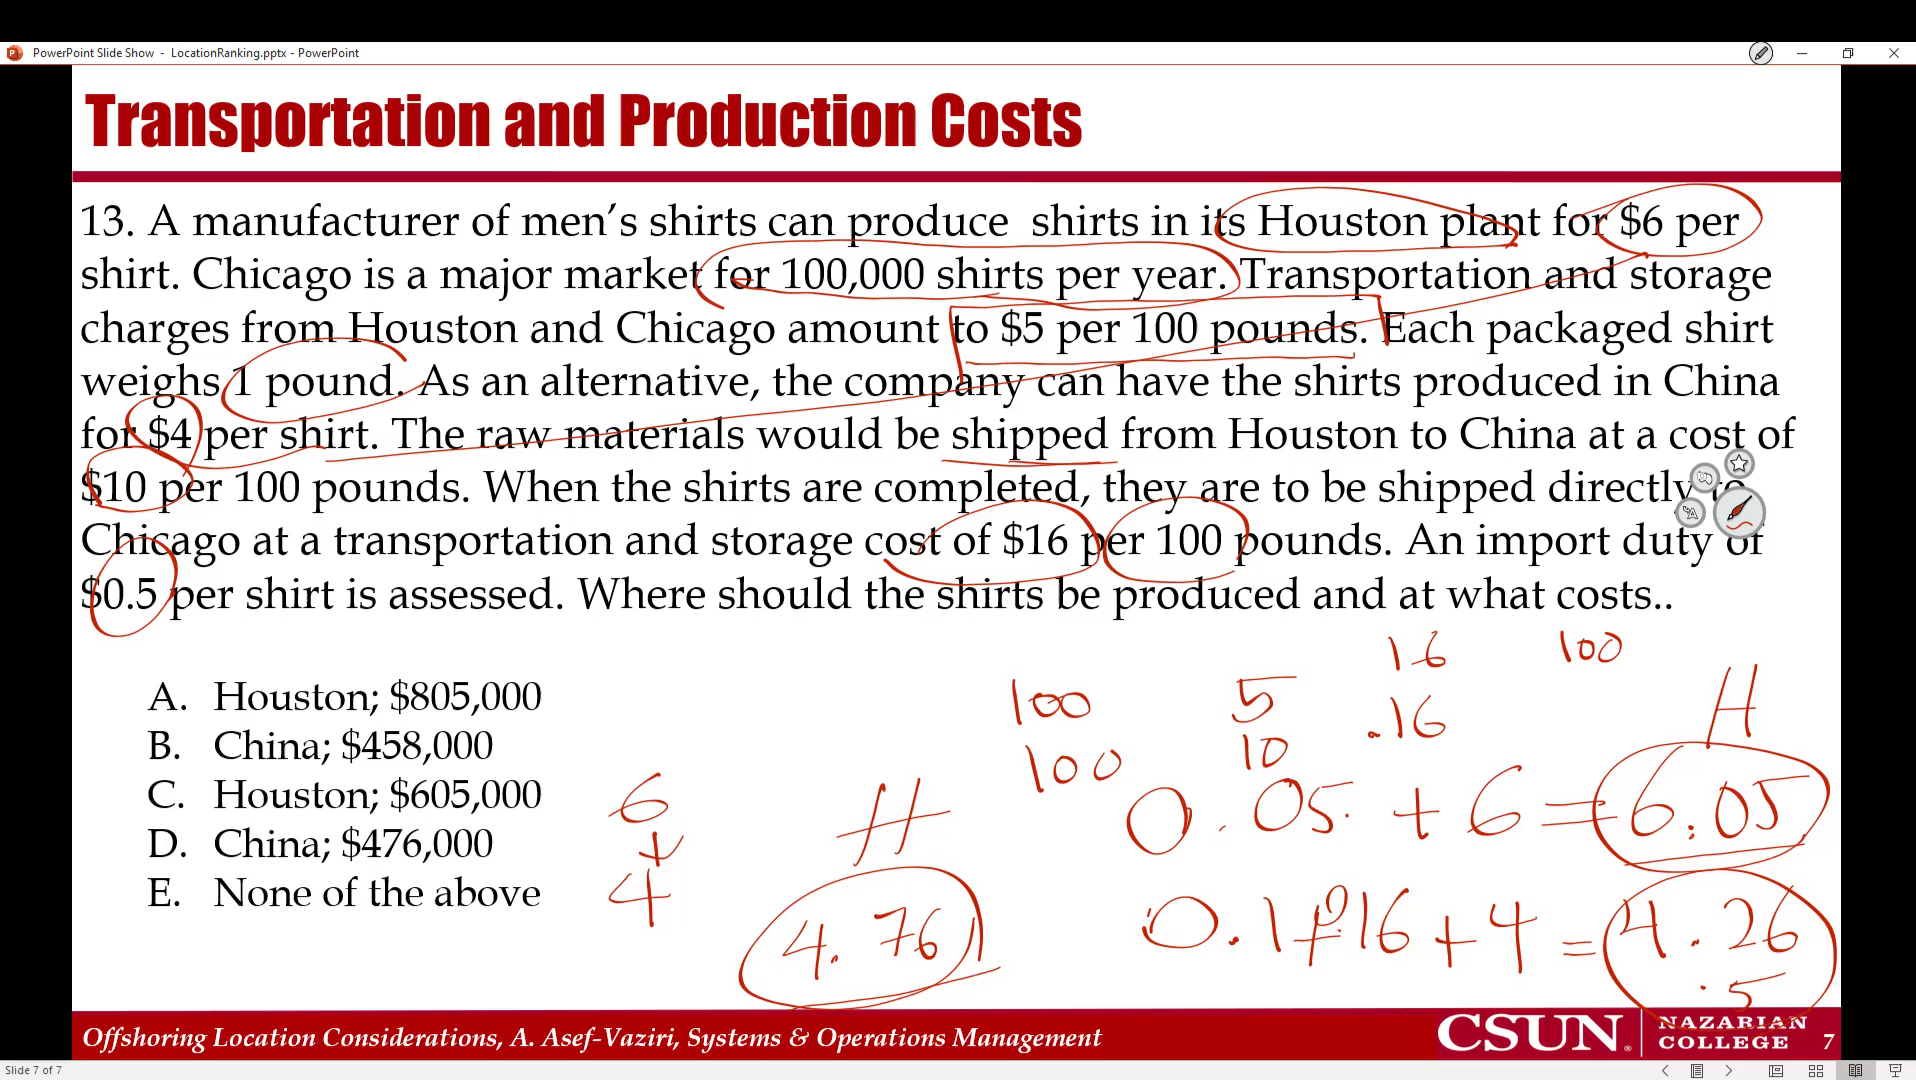 PowerPoint Slide Show - LocationRanking.pptx - PowerPoint
Transportation and Production Costs
13. A manufacturer of men’s shirts can produce shirts in its Houston plant for $6 per
shirt. Chicago is a major market for 100,000 shirts per year. Transportation and storage
charges from Houston and Chicago amount to $5 per 100 pounds. Each packaged shirt
weighs 1 pound. As an alternative, the company can have the shirts produced in China
for $4 per shirt. The raw materials would be shipped from Houston to China at a cost of
$10 per 100 pounds. When the shirts are completed, they are to be shipped directly to
Chicago at a transportation and storage cost of $16 per 100 pounds. An import duty of
$0.5 per shirt is assessed. Where should the shirts be produced and at what costs..
A. Houston; $805,000
B. China; $458,000
C. Houston; $605,000
D. China; $476,000
E. None of the above
16 100
100 5 .16 H
100 10
6 + 4
H
0.05 + 6 = 6.05
4.76
0.1+0.16 + 4 = 4.26
.5
Offshoring Location Considerations, A. Asef-Vaziri, Systems & Operations Management
CSUN. NAZARIAN COLLEGE 7
Slide 7 of 7